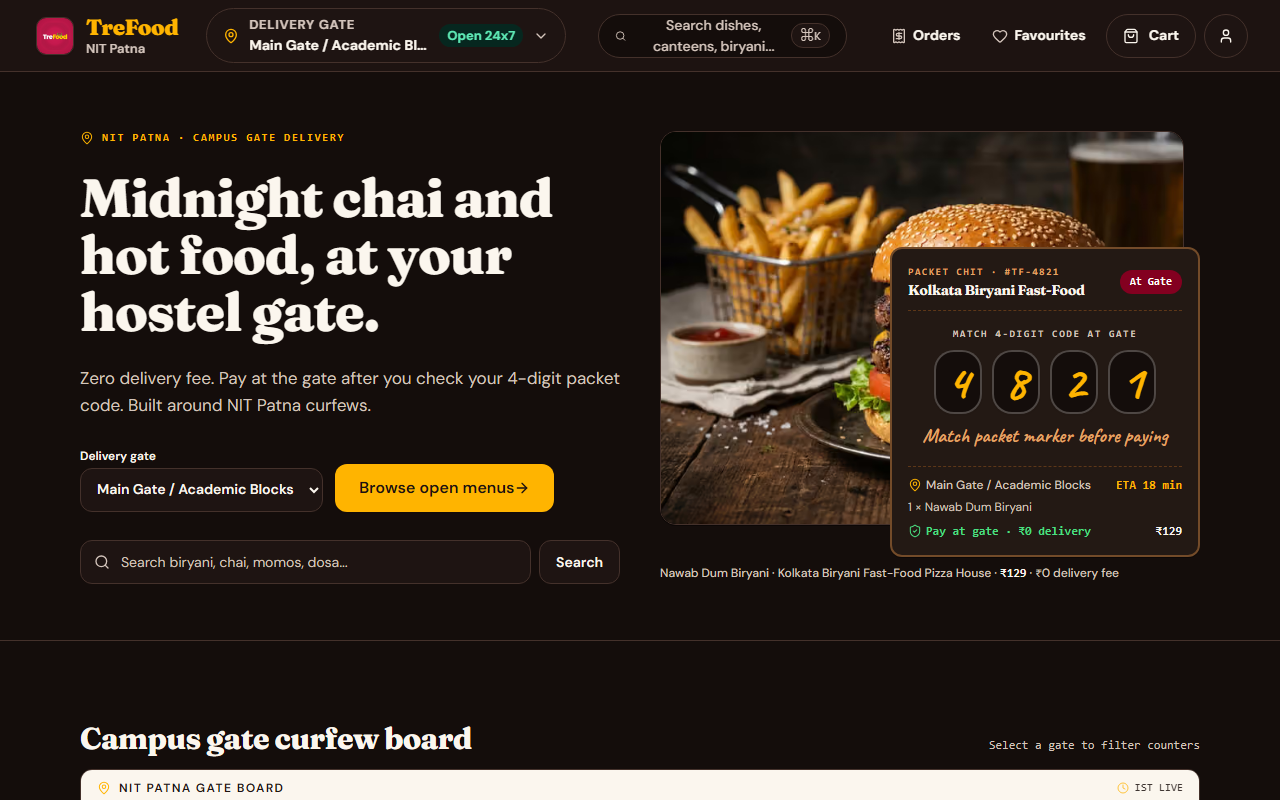 TreFood
TreFood
NIT Patna
DELIVERY GATE
Main Gate / Academic Bl...
Open 24x7
Search dishes,
canteens, biryani...
⌘K
Orders
Favourites
Cart
NIT PATNA · CAMPUS GATE DELIVERY
Midnight chai and
hot food, at your
hostel gate.
Zero delivery fee. Pay at the gate after you check your 4-digit packet
code. Built around NIT Patna curfews.
Delivery gate
Main Gate / Academic Blocks
Browse open menus→
Search biryani, chai, momos, dosa...
Search
PACKET CHIT · #TF-4821
Kolkata Biryani Fast-Food
At Gate
MATCH 4-DIGIT CODE AT GATE
4 8 2 1
Match packet marker before paying
Main Gate / Academic Blocks
ETA 18 min
1 × Nawab Dum Biryani
Pay at gate · ₹0 delivery
₹129
Nawab Dum Biryani · Kolkata Biryani Fast-Food Pizza House · ₹129 · ₹0 delivery fee
Campus gate curfew board
Select a gate to filter counters
NIT PATNA GATE BOARD
IST LIVE